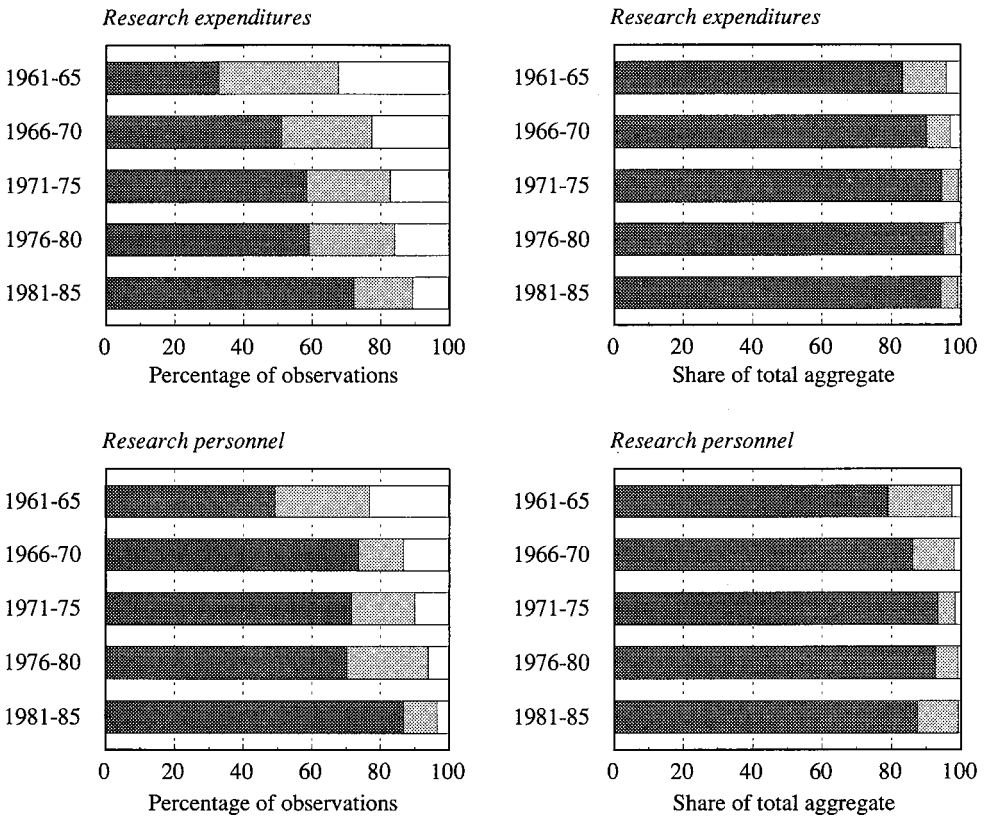 Research expenditures
1961-65
1966-70
1971-75
1976-80
1981-85
0 20 40 60 80 100
Percentage of observations
Research expenditures
1961-65
1966-70
1971-75
1976-80
1981-85
0 20 40 60 80 100
Share of total aggregate
Research personnel
1961-65
1966-70
1971-75
1976-80
1981-85
0 20 40 60 80 100
Percentage of observations
Research personnel
1961-65
1966-70
1971-75
1976-80
1981-85
0 20 40 60 80 100
Share of total aggregate